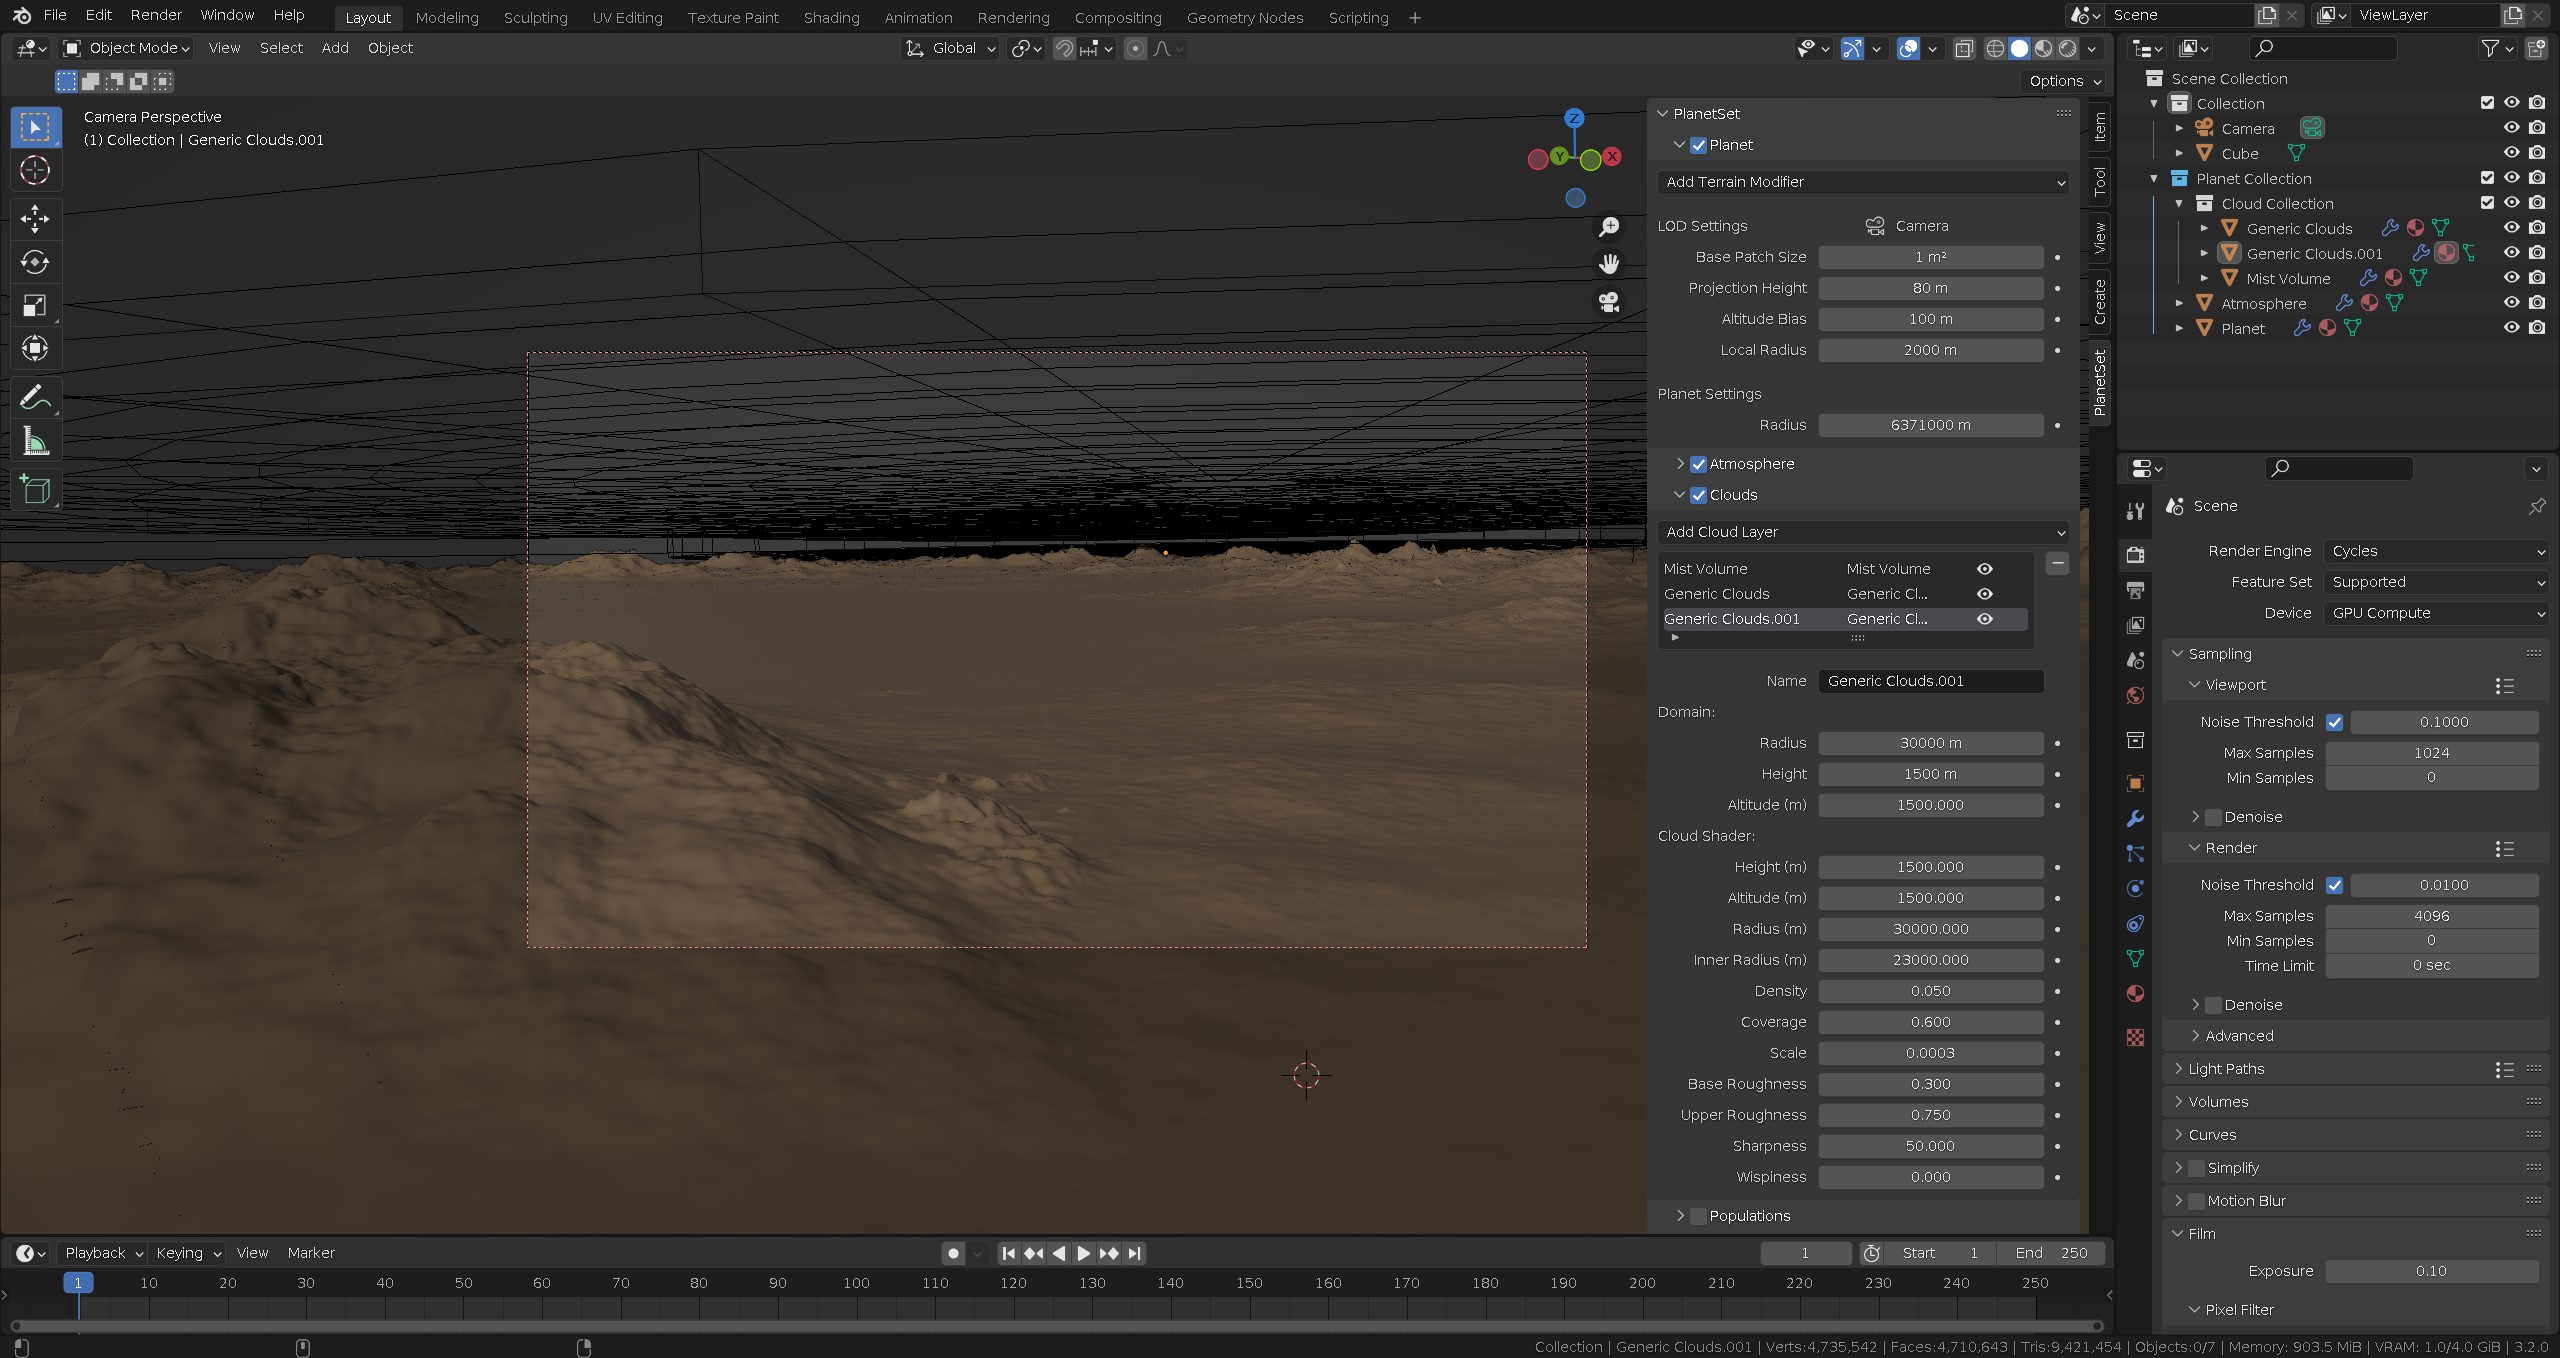 File Edit Render Window Help Layout Modeling Sculpting UV Editing Texture Paint Shading Animation Rendering Compositing Geometry Nodes Scripting + Scene ViewLayer
Object Mode View Select Add Object Global
Options
Camera Perspective
(1) Collection | Generic Clouds.001
Z
Y
X
PlanetSet
Planet
Add Terrain Modifier
LOD Settings Camera
Base Patch Size 1 m²
Projection Height 80 m
Altitude Bias 100 m
Local Radius 2000 m
Planet Settings
Radius 6371000 m
Atmosphere
Clouds
Add Cloud Layer
Mist Volume Mist Volume
Generic Clouds Generic Cl...
Generic Clouds.001 Generic Cl...
Name Generic Clouds.001
Domain:
Radius 30000 m
Height 1500 m
Altitude (m) 1500.000
Cloud Shader:
Height (m) 1500.000
Altitude (m) 1500.000
Radius (m) 30000.000
Inner Radius (m) 23000.000
Density 0.050
Coverage 0.600
Scale 0.0003
Base Roughness 0.300
Upper Roughness 0.750
Sharpness 50.000
Wispiness 0.000
Populations
Item
Tool
View
Create
PlanetSet
Scene Collection
Collection
Camera
Cube
Planet Collection
Cloud Collection
Generic Clouds
Generic Clouds.001
Mist Volume
Atmosphere
Planet
Scene
Render Engine Cycles
Feature Set Supported
Device GPU Compute
Sampling
Viewport
Noise Threshold 0.1000
Max Samples 1024
Min Samples 0
Denoise
Render
Noise Threshold 0.0100
Max Samples 4096
Min Samples 0
Time Limit 0 sec
Denoise
Advanced
Light Paths
Volumes
Curves
Simplify
Motion Blur
Film
Exposure 0.10
Pixel Filter
Playback Keying View Marker 1 Start 1 End 250
1 10 20 30 40 50 60 70 80 90 100 110 120 130 140 150 160 170 180 190 200 210 220 230 240 250
Collection | Generic Clouds.001 | Verts:4,735,542 | Faces:4,710,643 | Tris:9,421,454 | Objects:0/7 | Memory: 903.5 MiB | VRAM: 1.0/4.0 GiB | 3.2.0